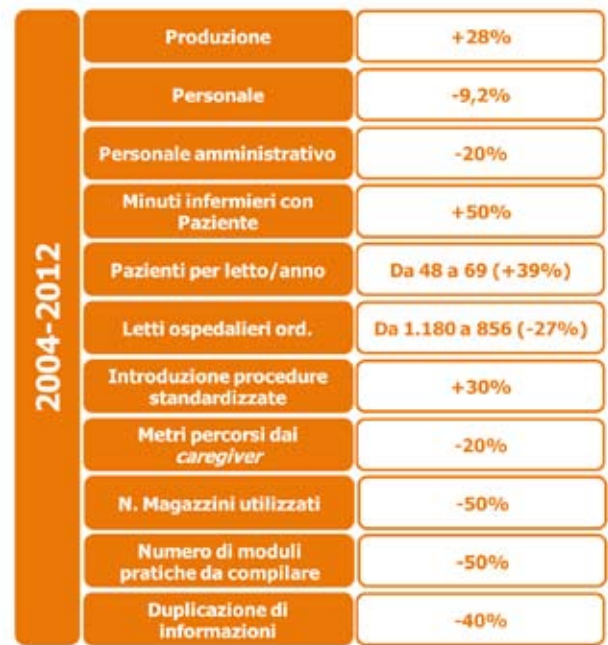 2004-2012
Produzione
+28%
Personale
-9,2%
Personale amministrativo
-20%
Minuti infermieri con
Paziente
+50%
Pazienti per letto/anno
Da 48 a 69 (+39%)
Letti ospedalieri ord.
Da 1.180 a 856 (-27%)
Introduzione procedure
standardizzate
+30%
Metri percorsi dai
caregiver
-20%
N. Magazzini utilizzati
-50%
Numero di moduli
pratiche da compilare
-50%
Duplicazione di
informazioni
-40%